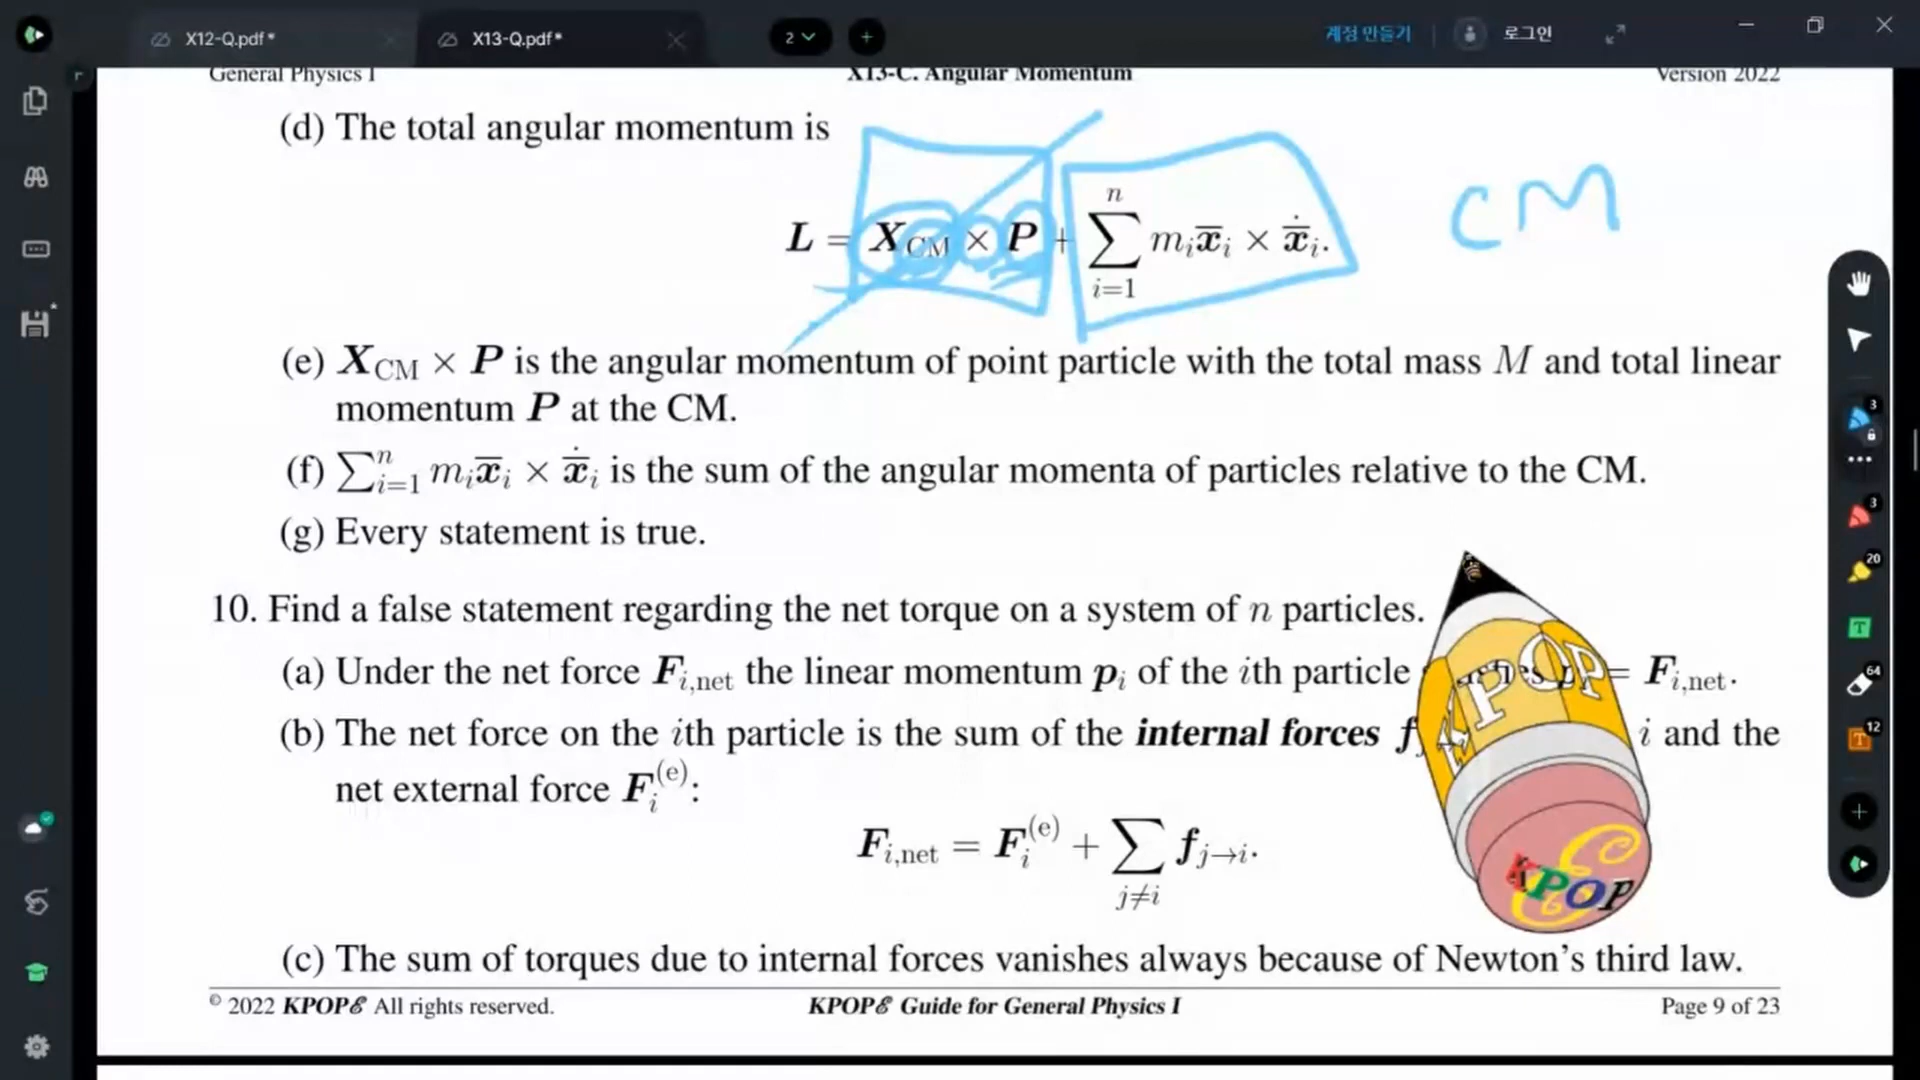 X12-Q.pdf*
X13-Q.pdf*
2
계정 만들기
로그인
General Physics I
X13-C. Angular Momentum
Version 2022
(d) The total angular momentum is
L = X_CM × P + ∑_{i=1}^{n} m_i x̅_i × ẋ̅_i.
CM
(e) X_CM × P is the angular momentum of point particle with the total mass M and total linear
momentum P at the CM.
(f) ∑_{i=1}^{n} m_i x̅_i × ẋ̅_i is the sum of the angular momenta of particles relative to the CM.
(g) Every statement is true.
10. Find a false statement regarding the net torque on a system of n particles.
(a) Under the net force F_{i,net} the linear momentum p_i of the ith particle = F_{i,net}.
(b) The net force on the ith particle is the sum of the internal forces f i and the
net external force F_i^{(e)}:
F_{i,net} = F_i^{(e)} + ∑_{j≠i} f_{j→i}.
(c) The sum of torques due to internal forces vanishes always because of Newton's third law.
© 2022 KPOPE All rights reserved.
KPOPE Guide for General Physics I
Page 9 of 23
KPOP
KPOP
3
3
20
T
64
T
12